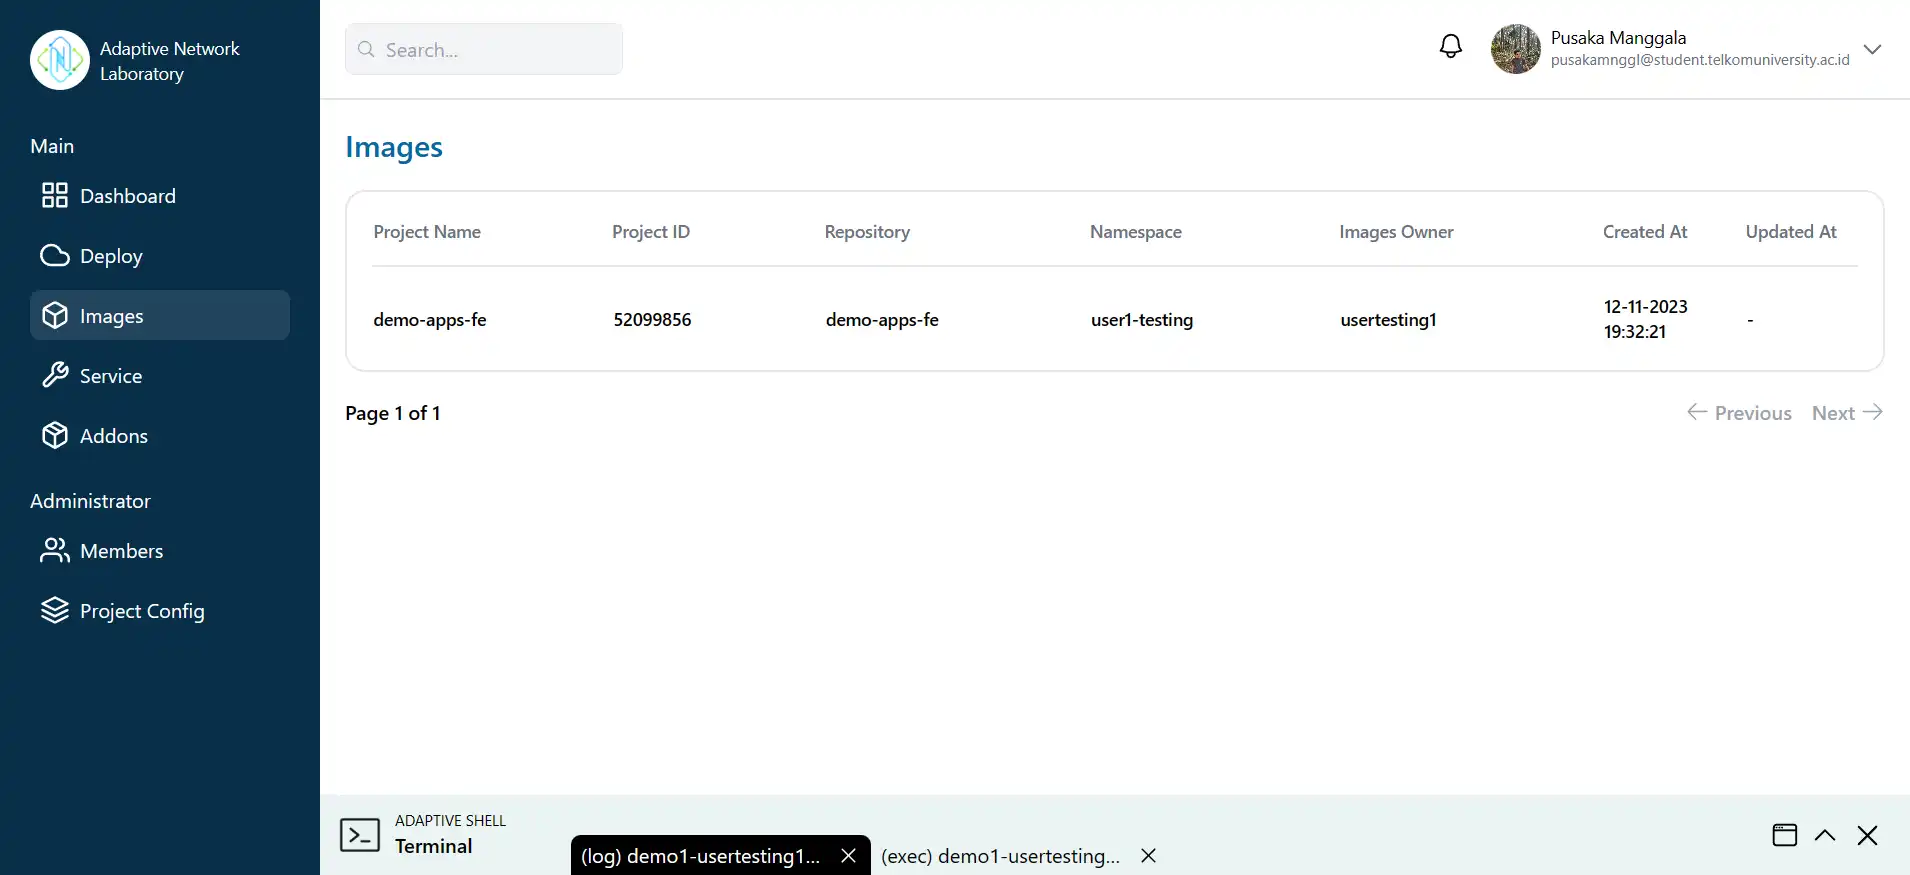 Adaptive Network
Laboratory
Main
Dashboard
Deploy
Images
Service
Addons
Administrator
Members
Project Config
Search...
Pusaka Manggala
pusakamnggl@student.telkomuniversity.ac.id
Images
Project Name Project ID Repository Namespace Images Owner Created At Updated At
demo-apps-fe 52099856 demo-apps-fe user1-testing usertesting1 12-11-2023 -
19:32:21
Page 1 of 1
Previous Next
ADAPTIVE SHELL
Terminal
(log) demo1-usertesting1... (exec) demo1-usertesting...